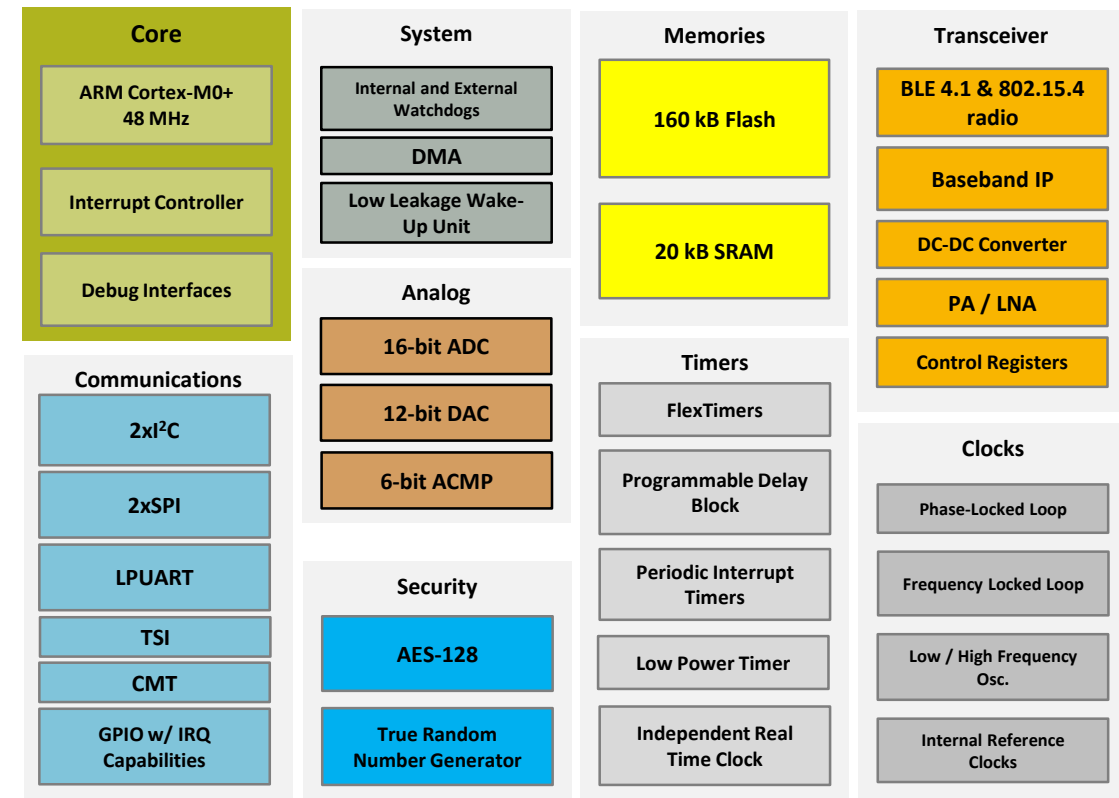 Core
ARM Cortex-M0+
48 MHz
Interrupt Controller
Debug Interfaces
System
Internal and External
Watchdogs
DMA
Low Leakage Wake-
Up Unit
Memories
160 kB Flash
20 kB SRAM
Transceiver
BLE 4.1 & 802.15.4
radio
Baseband IP
DC-DC Converter
PA / LNA
Control Registers
Analog
16-bit ADC
12-bit DAC
6-bit ACMP
Communications
2xI²C
2xSPI
LPUART
TSI
CMT
GPIO w/ IRQ
Capabilities
Security
AES-128
True Random
Number Generator
Timers
FlexTimers
Programmable Delay
Block
Periodic Interrupt
Timers
Low Power Timer
Independent Real
Time Clock
Clocks
Phase-Locked Loop
Frequency Locked Loop
Low / High Frequency
Osc.
Internal Reference
Clocks